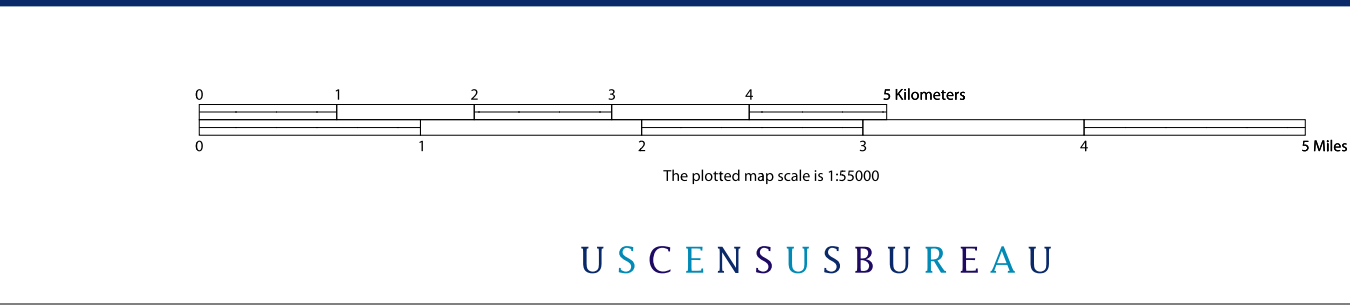 0 1 2 3 4 5 Kilometers
0 1 2 3 4 5 Miles
The plotted map scale is 1:55000
USCENSUSBUREAU